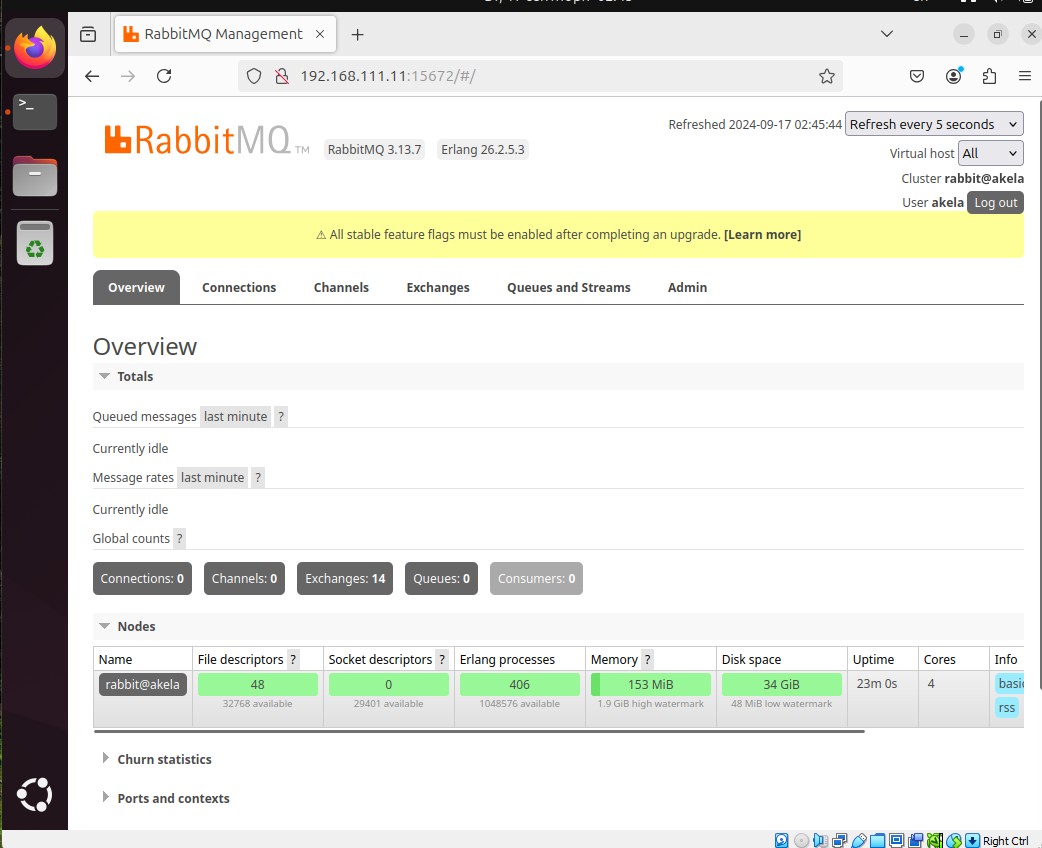 RabbitMQ Management
192.168.111.11:15672/#/
RabbitMQ TM
RabbitMQ 3.13.7
Erlang 26.2.5.3
Refreshed 2024-09-17 02:45:44 Refresh every 5 seconds
Virtual host All
Cluster rabbit@akela
User akela Log out
⚠ All stable feature flags must be enabled after completing an upgrade. [Learn more]
Overview Connections Channels Exchanges Queues and Streams Admin
Overview
Totals
Queued messages last minute ?
Currently idle
Message rates last minute ?
Currently idle
Global counts ?
Connections: 0 Channels: 0 Exchanges: 14 Queues: 0 Consumers: 0
Nodes
Name File descriptors ? Socket descriptors ? Erlang processes Memory ? Disk space Uptime Cores Info
rabbit@akela 48 0 406 153 MiB 34 GiB 23m 0s 4 basic
32768 available 29401 available 1048576 available 1.9 GiB high watermark 48 MiB low watermark rss
Churn statistics
Ports and contexts
Right Ctrl